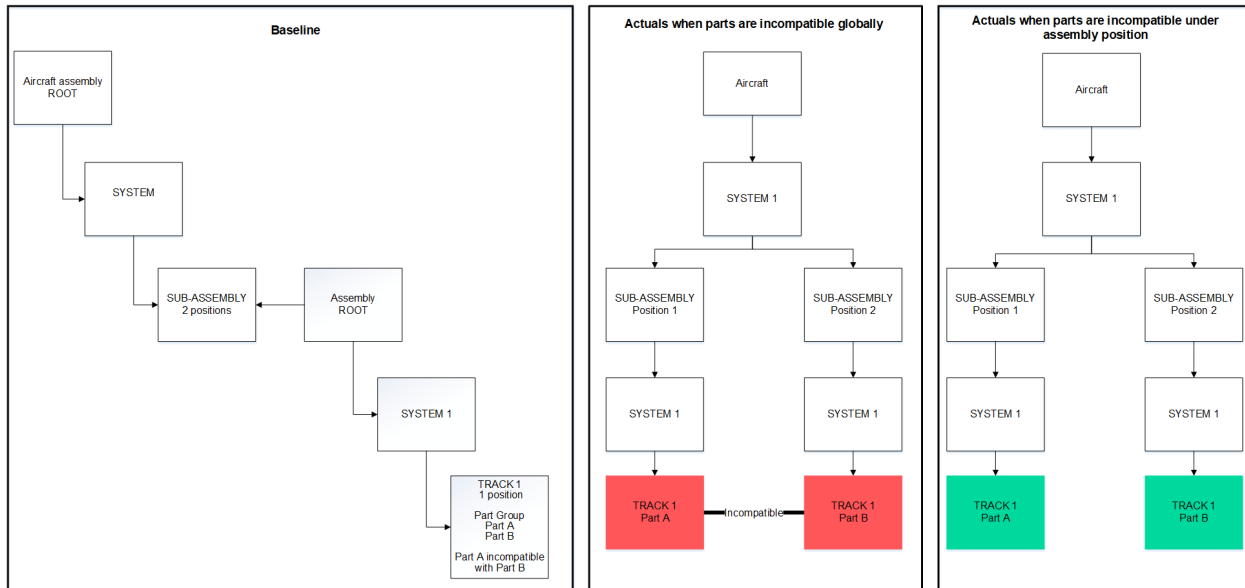 Baseline
Aircraft assembly
ROOT
SYSTEM
SUB-ASSEMBLY
2 positions
Assembly
ROOT
SYSTEM 1
TRACK 1
1 position
Part Group
Part A
Part B
Part A incompatible
with Part B
Actuals when parts are incompatible globally
Aircraft
SYSTEM 1
SUB-ASSEMBLY
Position 1
SUB-ASSEMBLY
Position 2
SYSTEM 1
SYSTEM 1
TRACK 1
Part A
Incompatible
TRACK 1
Part B
Actuals when parts are incompatible under
assembly position
Aircraft
SYSTEM 1
SUB-ASSEMBLY
Position 1
SUB-ASSEMBLY
Position 2
SYSTEM 1
SYSTEM 1
TRACK 1
Part A
TRACK 1
Part B